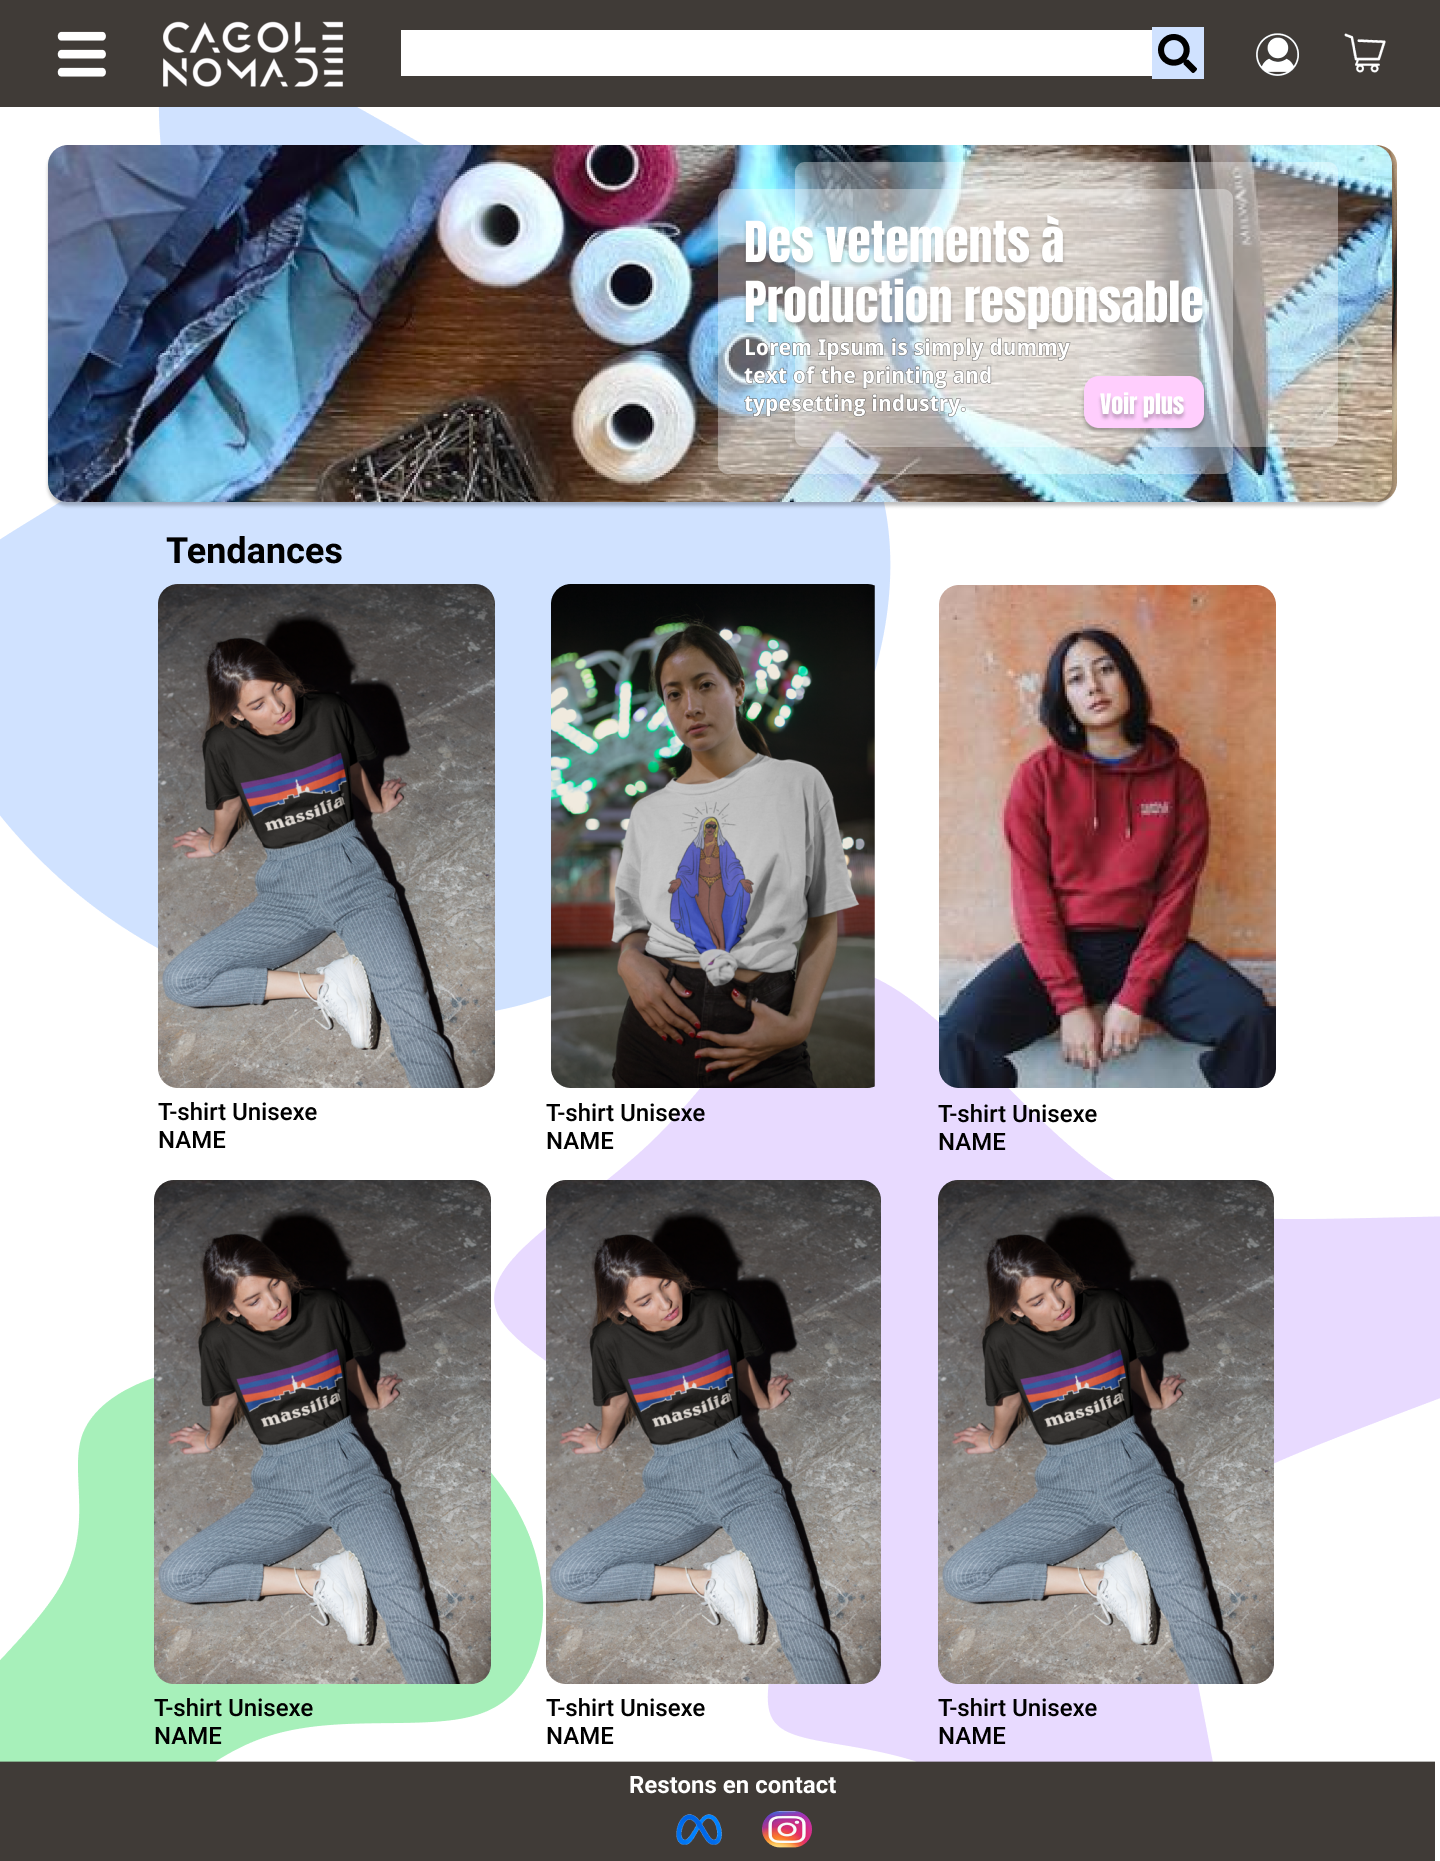 CAGOLE
NOMADE
Des vetements à
Production responsable
Lorem Ipsum is simply dummy
text of the printing and
typesetting industry.
Voir plus
Tendances
massilia
T-shirt Unisexe
NAME
T-shirt Unisexe
NAME
T-shirt Unisexe
NAME
massilia
massilia
massilia
T-shirt Unisexe
NAME
T-shirt Unisexe
NAME
T-shirt Unisexe
NAME
Restons en contact